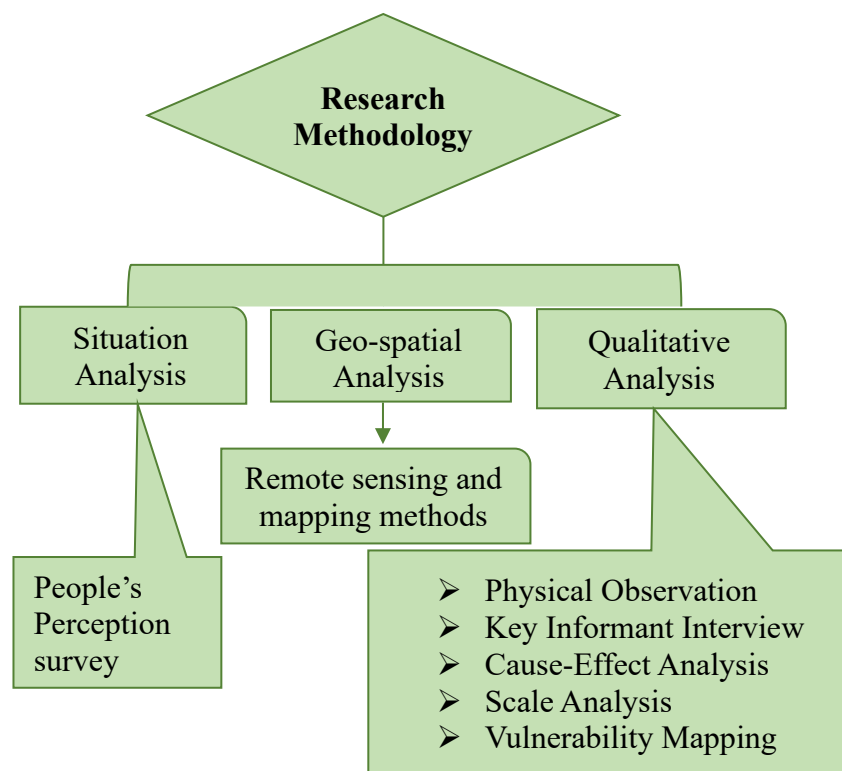 Research
Methodology
Situation
Analysis
Geo-spatial
Analysis
Qualitative
Analysis
Remote sensing and
mapping methods
People’s
Perception
survey
➢ Physical Observation
➢ Key Informant Interview
➢ Cause-Effect Analysis
➢ Scale Analysis
➢ Vulnerability Mapping